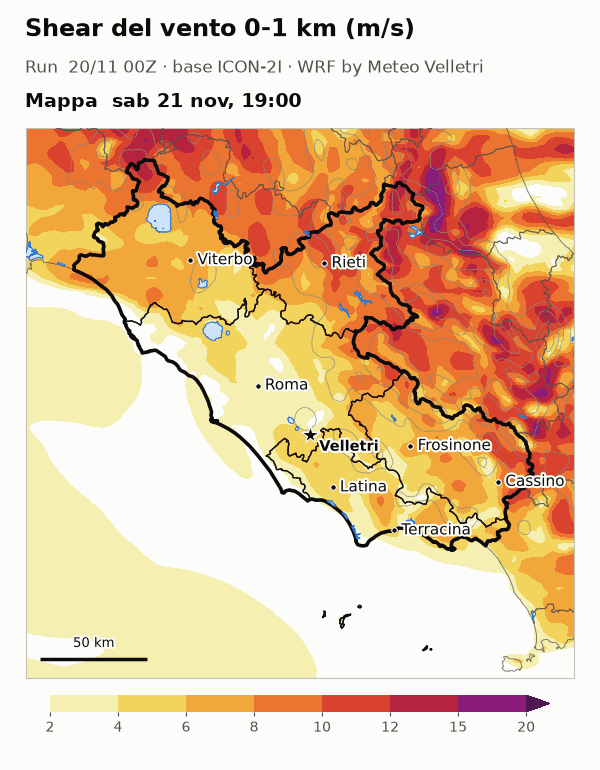 Shear del vento 0-1 km (m/s)
Run  20/11 00Z · base ICON-2I · WRF by Meteo Velletri
Mappa  sab 21 nov, 19:00
Viterbo
Rieti
Roma
Velletri
Frosinone
Latina
Cassino
Terracina
50 km
2 4 6 8 10 12 15 20